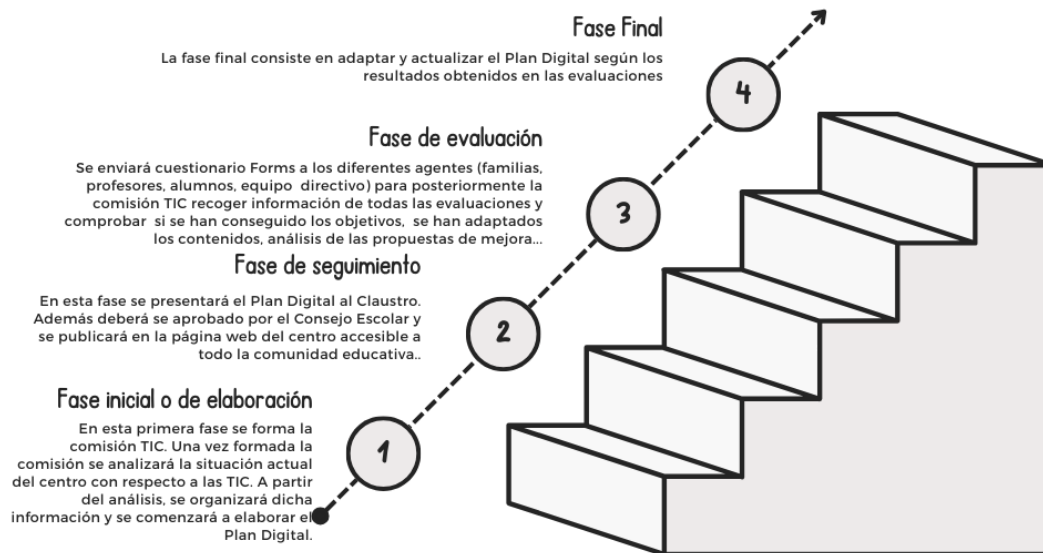 Fase Final
La fase final consiste en adaptar y actualizar el Plan Digital según los
resultados obtenidos en las evaluaciones
4
Fase de evaluación
Se enviará cuestionario Forms a los diferentes agentes (familias,
profesores, alumnos, equipo directivo) para posteriormente la
comisión TIC recoger información de todas las evaluaciones y
comprobar si se han conseguido los objetivos, se han adaptados
los contenidos, análisis de las propuestas de mejora...
3
Fase de seguimiento
En esta fase se presentará el Plan Digital al Claustro.
Además deberá se aprobado por el Consejo Escolar y
se publicará en la página web del centro accesible a
todo la comunidad educativa..
2
Fase inicial o de elaboración
En esta primera fase se forma la
comisión TIC. Una vez formada la
comisión se analizará la situación actual
del centro con respecto a las TIC. A partir
del análisis, se organizará dicha
información y se comenzará a elaborar el
Plan Digital.
1